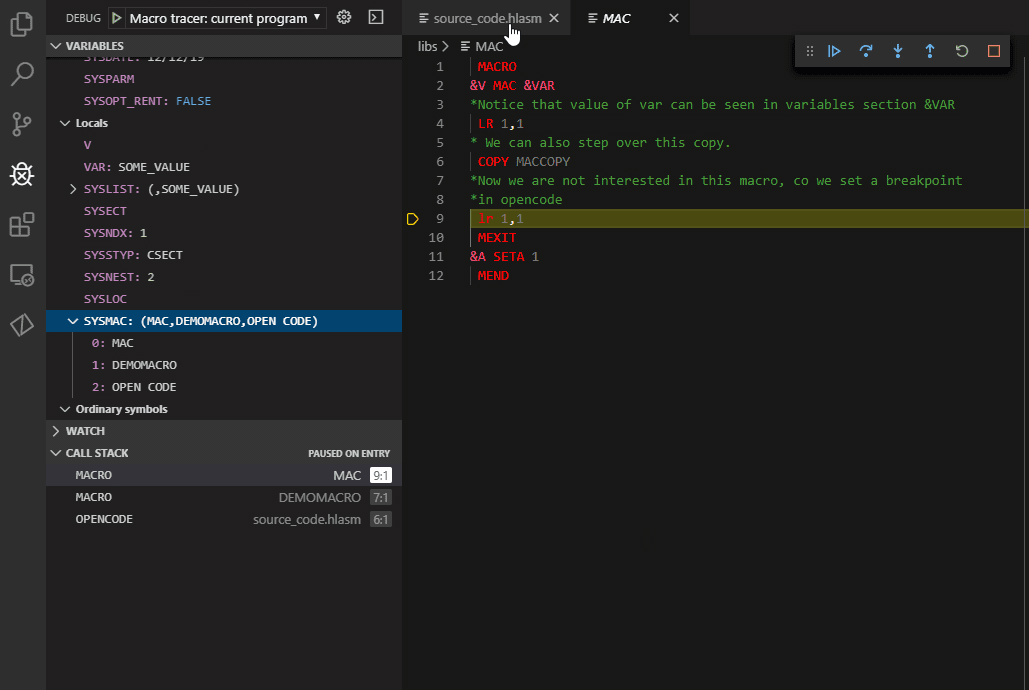 DEBUG Macro tracer: current program
VARIABLES
SYSDATE: 12/12/19
SYSPARM
SYSOPT_RENT: FALSE
Locals
V
VAR: SOME_VALUE
SYSLIST: (,SOME_VALUE)
SYSECT
SYSNDX: 1
SYSSTYP: CSECT
SYSNEST: 2
SYSLOC
SYSMAC: (MAC,DEMOMACRO,OPEN CODE)
0: MAC
1: DEMOMACRO
2: OPEN CODE
Ordinary symbols
WATCH
CALL STACK PAUSED ON ENTRY
MACRO MAC 9:1
MACRO DEMOMACRO 7:1
OPENCODE source_code.hlasm 6:1
source_code.hlasm MAC
libs > MAC
1 MACRO
2 &V MAC &VAR
3 *Notice that value of var can be seen in variables section &VAR
4 LR 1,1
5 * We can also step over this copy.
6 COPY MACCOPY
7 *Now we are not interested in this macro, co we set a breakpoint
8 *in opencode
9 lr 1,1
10 MEXIT
11 &A SETA 1
12 MEND